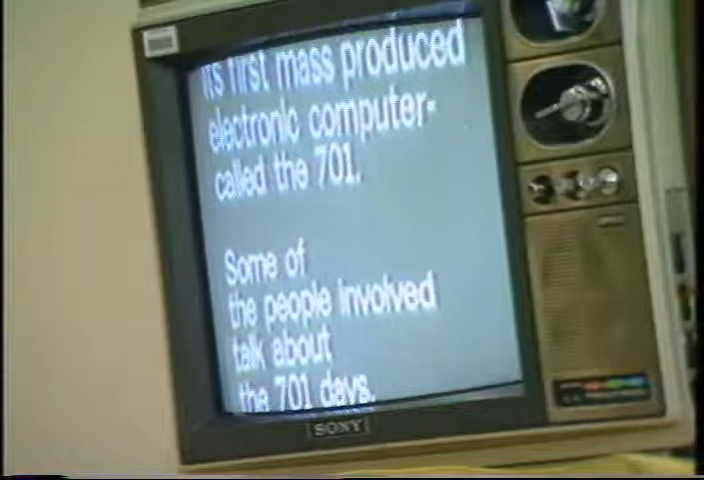 its first mass produced
electronic computer-
called the 701.
Some of
the people involved
talk about
the 701 days.
SONY